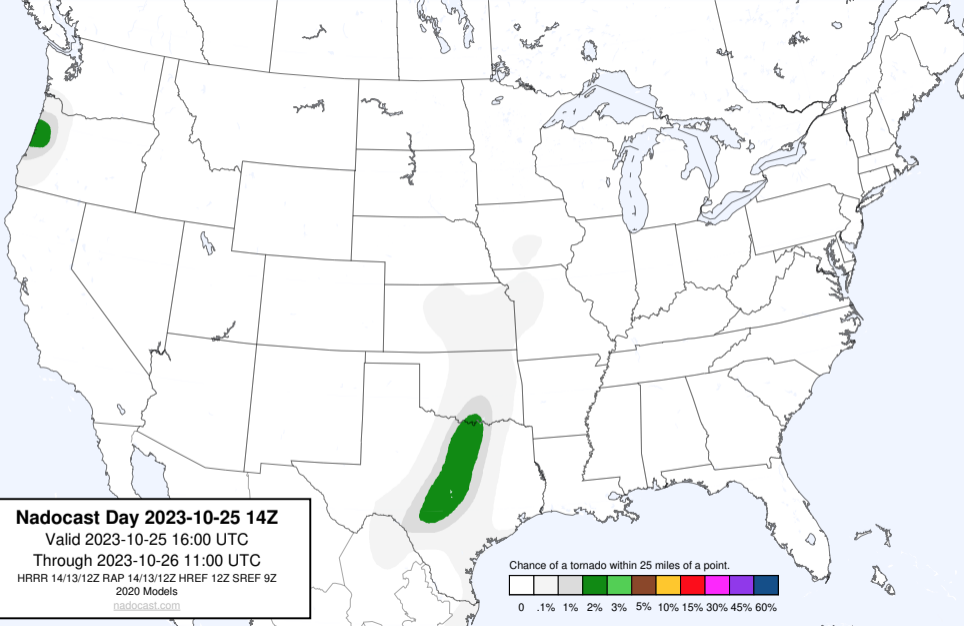 Nadocast Day 2023-10-25 14Z
Valid 2023-10-25 16:00 UTC
Through 2023-10-26 11:00 UTC
HRRR 14/13/12Z RAP 14/13/12Z HREF 12Z SREF 9Z
2020 Models
nadocast.com
Chance of a tornado within 25 miles of a point.
0 .1% 1% 2% 3% 5% 10% 15% 30% 45% 60%